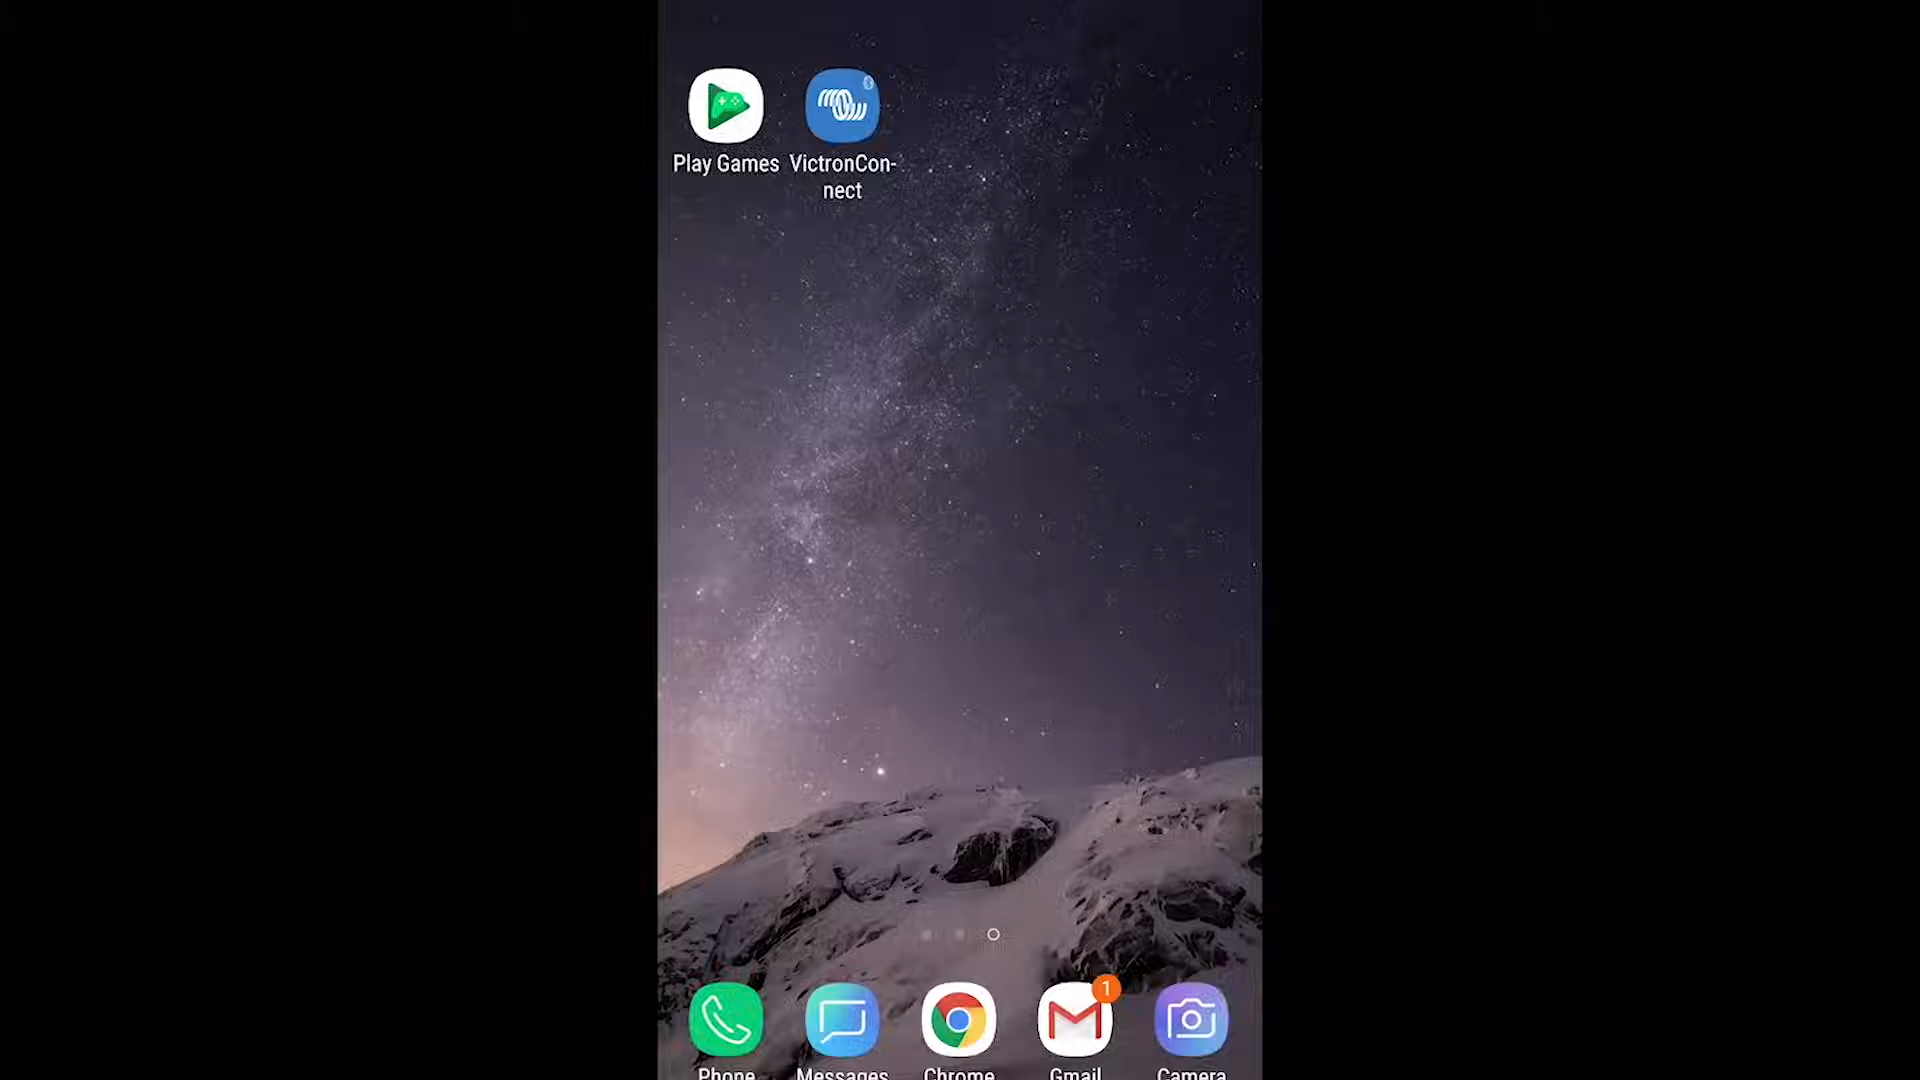 Play Games
VictronCon-
nect
1
Phone
Messages
Chrome
Gmail
Camera